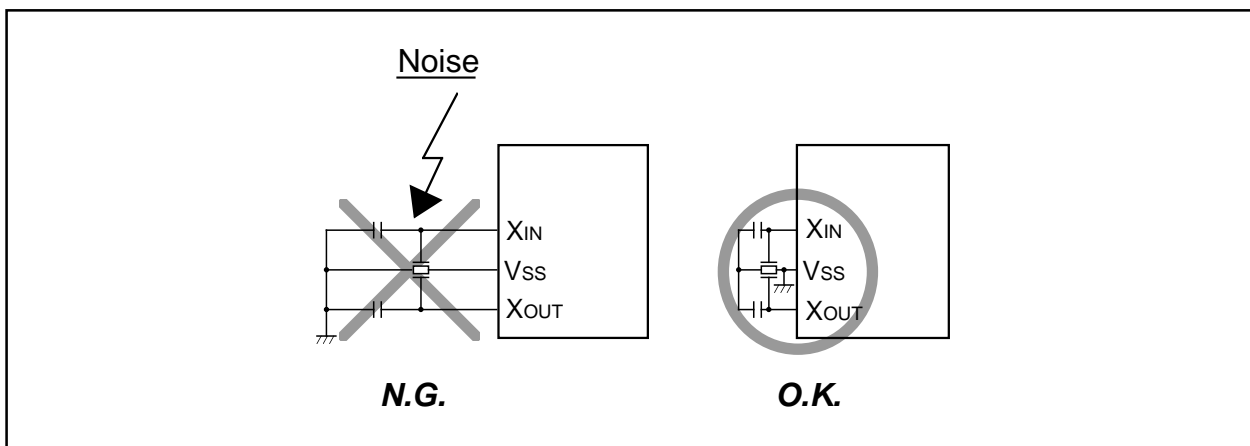 Noise
XIN
VSS
XOUT
N.G.
XIN
VSS
XOUT
O.K.